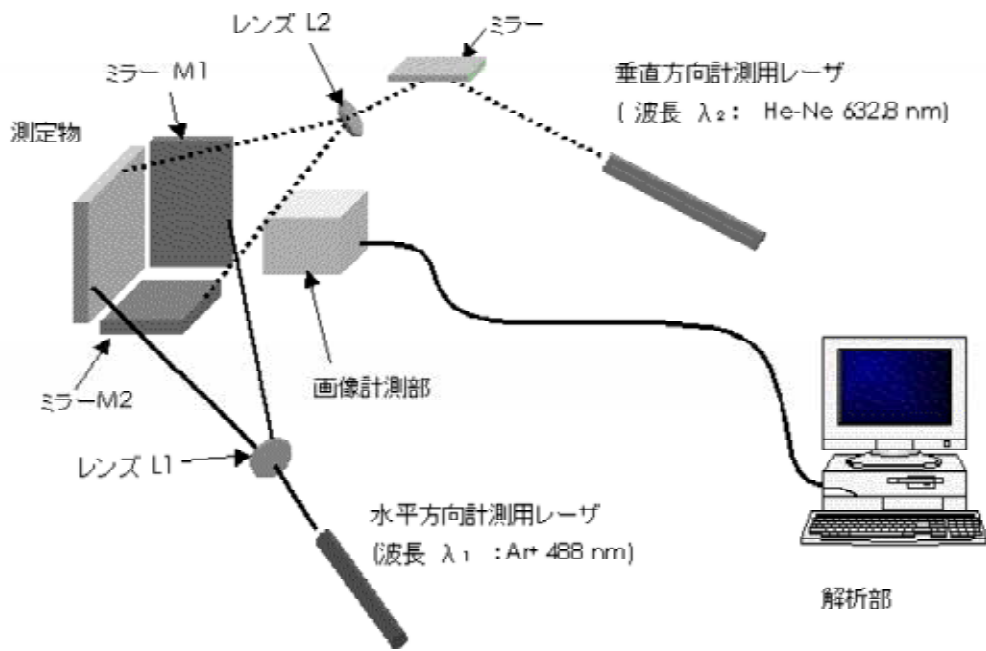 レンズ L2
ミラー
ミラー M1
垂直方向計測用レーザ
( 波長 λ₂ : He-Ne 632.8 nm)
測定物
画像計測部
ミラーM2
レンズ L1
水平方向計測用レーザ
(波長 λ₁ :Ar+ 488 nm)
解析部